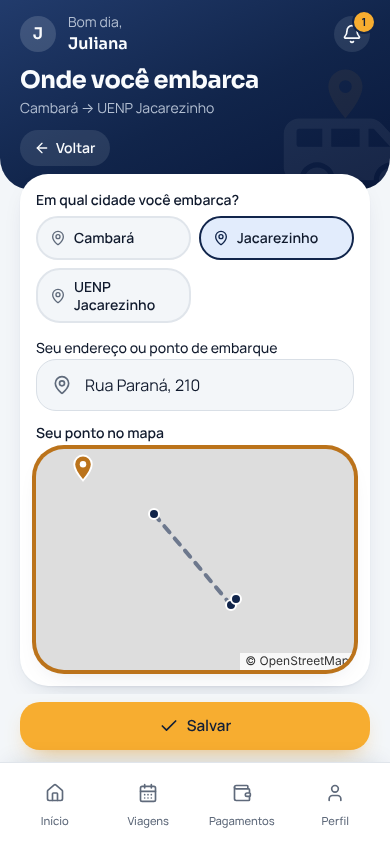 J
Bom dia,
Juliana
1
Onde você embarca
Cambará → UENP Jacarezinho
← Voltar
Em qual cidade você embarca?
Cambará
Jacarezinho
UENP
Jacarezinho
Seu endereço ou ponto de embarque
Rua Paraná, 210
Seu ponto no mapa
© OpenStreetMap
Salvar
Início
Viagens
Pagamentos
Perfil